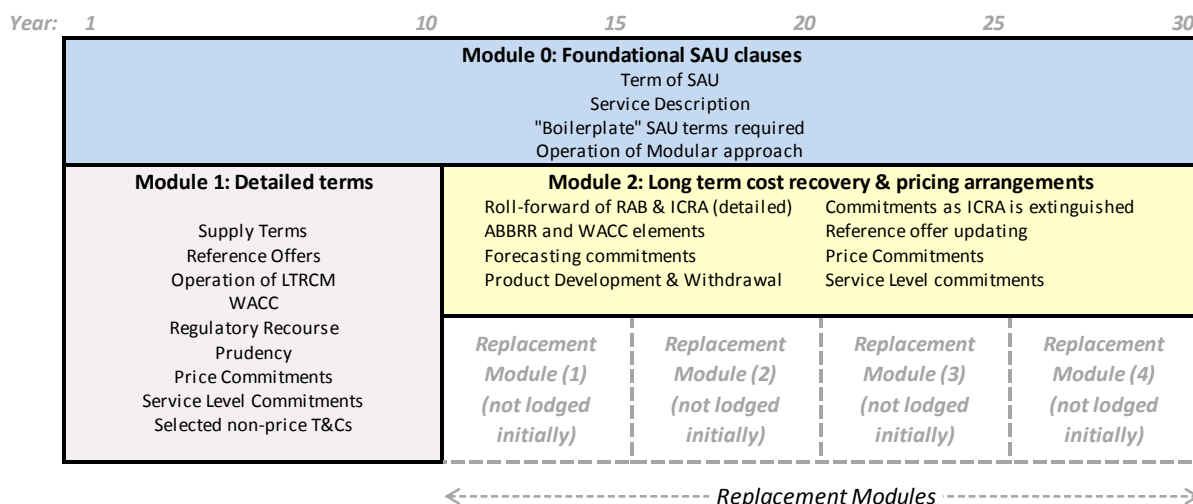 Year: 1 10 15 20 25 30
Module 0: Foundational SAU clauses
Term of SAU
Service Description
"Boilerplate" SAU terms required
Operation of Modular approach
Module 1: Detailed terms
Supply Terms
Reference Offers
Operation of LTRCM
WACC
Regulatory Recourse
Prudency
Price Commitments
Service Level Commitments
Selected non-price T&Cs
Module 2: Long term cost recovery & pricing arrangements
Roll-forward of RAB & ICRA (detailed)
ABBRR and WACC elements
Forecasting commitments
Product Development & Withdrawal
Commitments as ICRA is extinguished
Reference offer updating
Price Commitments
Service Level commitments
Replacement
Module (1)
(not lodged
initially)
Replacement
Module (2)
(not lodged
initially)
Replacement
Module (3)
(not lodged
initially)
Replacement
Module (4)
(not lodged
initially)
Replacement Modules